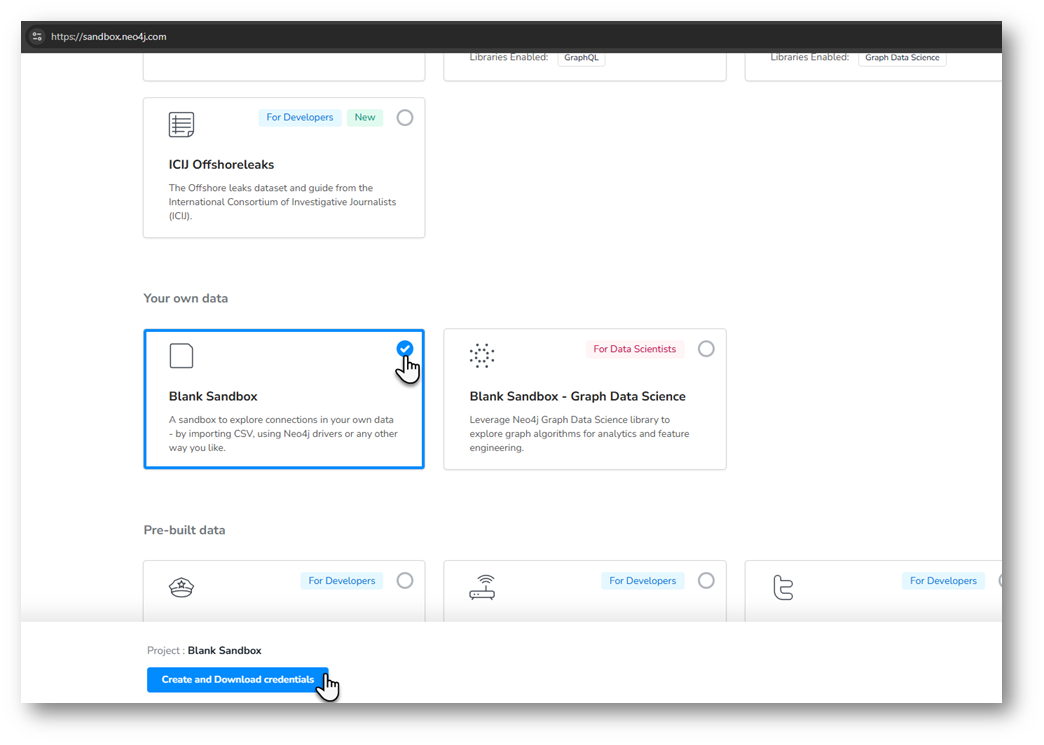 https://sandbox.neo4j.com
Libraries Enabled: GraphQL
Libraries Enabled: Graph Data Science
For Developers New
ICIJ Offshoreleaks
The Offshore leaks dataset and guide from the
International Consortium of Investigative Journalists
(ICIJ).
Your own data
Blank Sandbox
A sandbox to explore connections in your own data
- by importing CSV, using Neo4j drivers or any other
way you like.
For Data Scientists
Blank Sandbox - Graph Data Science
Leverage Neo4j Graph Data Science library to
explore graph algorithms for analytics and feature
engineering.
Pre-built data
For Developers
For Developers
For Developers
Project : Blank Sandbox
Create and Download credentials